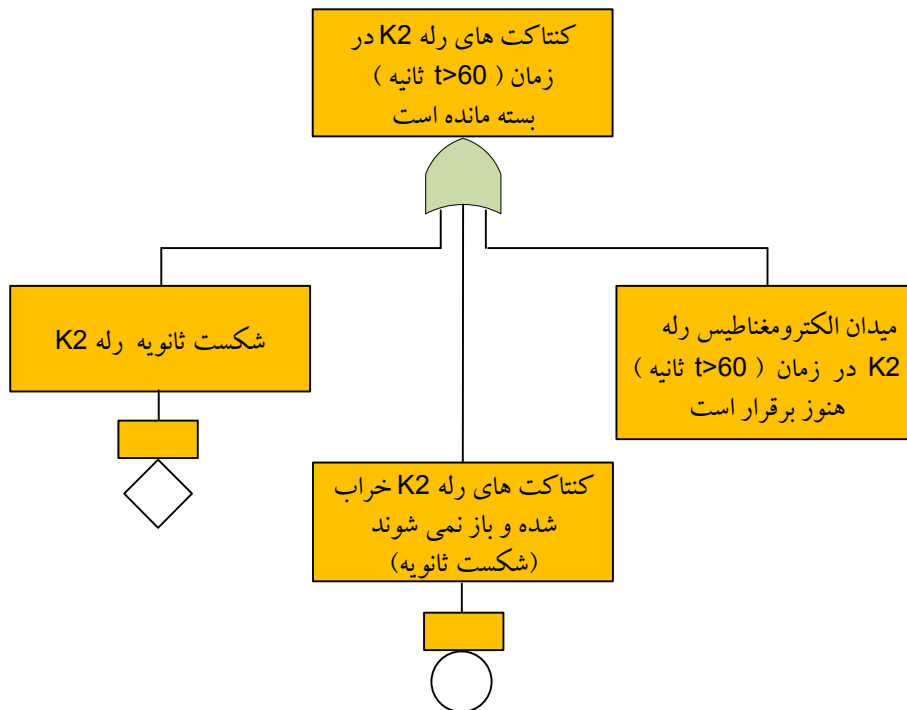 کنتاکت های رله K2 در
زمان ( t>60 ثانیه )
بسته مانده است
میدان الکترومغناطیس رله
K2 در زمان ( t>60 ثانیه )
هنوز برقرار است
شکست ثانویه رله K2
کنتاکت های رله K2 خراب
شده و باز نمی شوند
(شکست ثانویه)